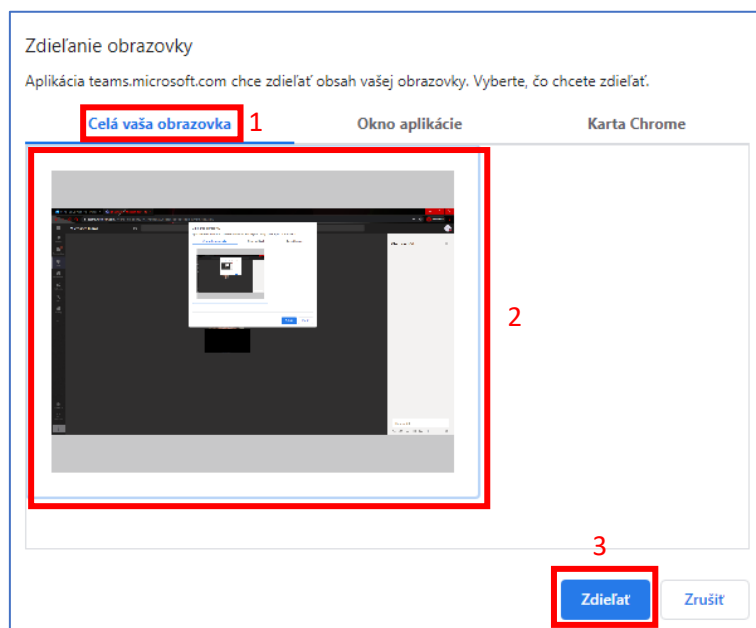 Zdieľanie obrazovky
Aplikácia teams.microsoft.com chce zdieľať obsah vašej obrazovky. Vyberte, čo chcete zdieľať.
Celá vaša obrazovka 1 Okno aplikácie Karta Chrome
2
3
Zdieľať Zrušiť